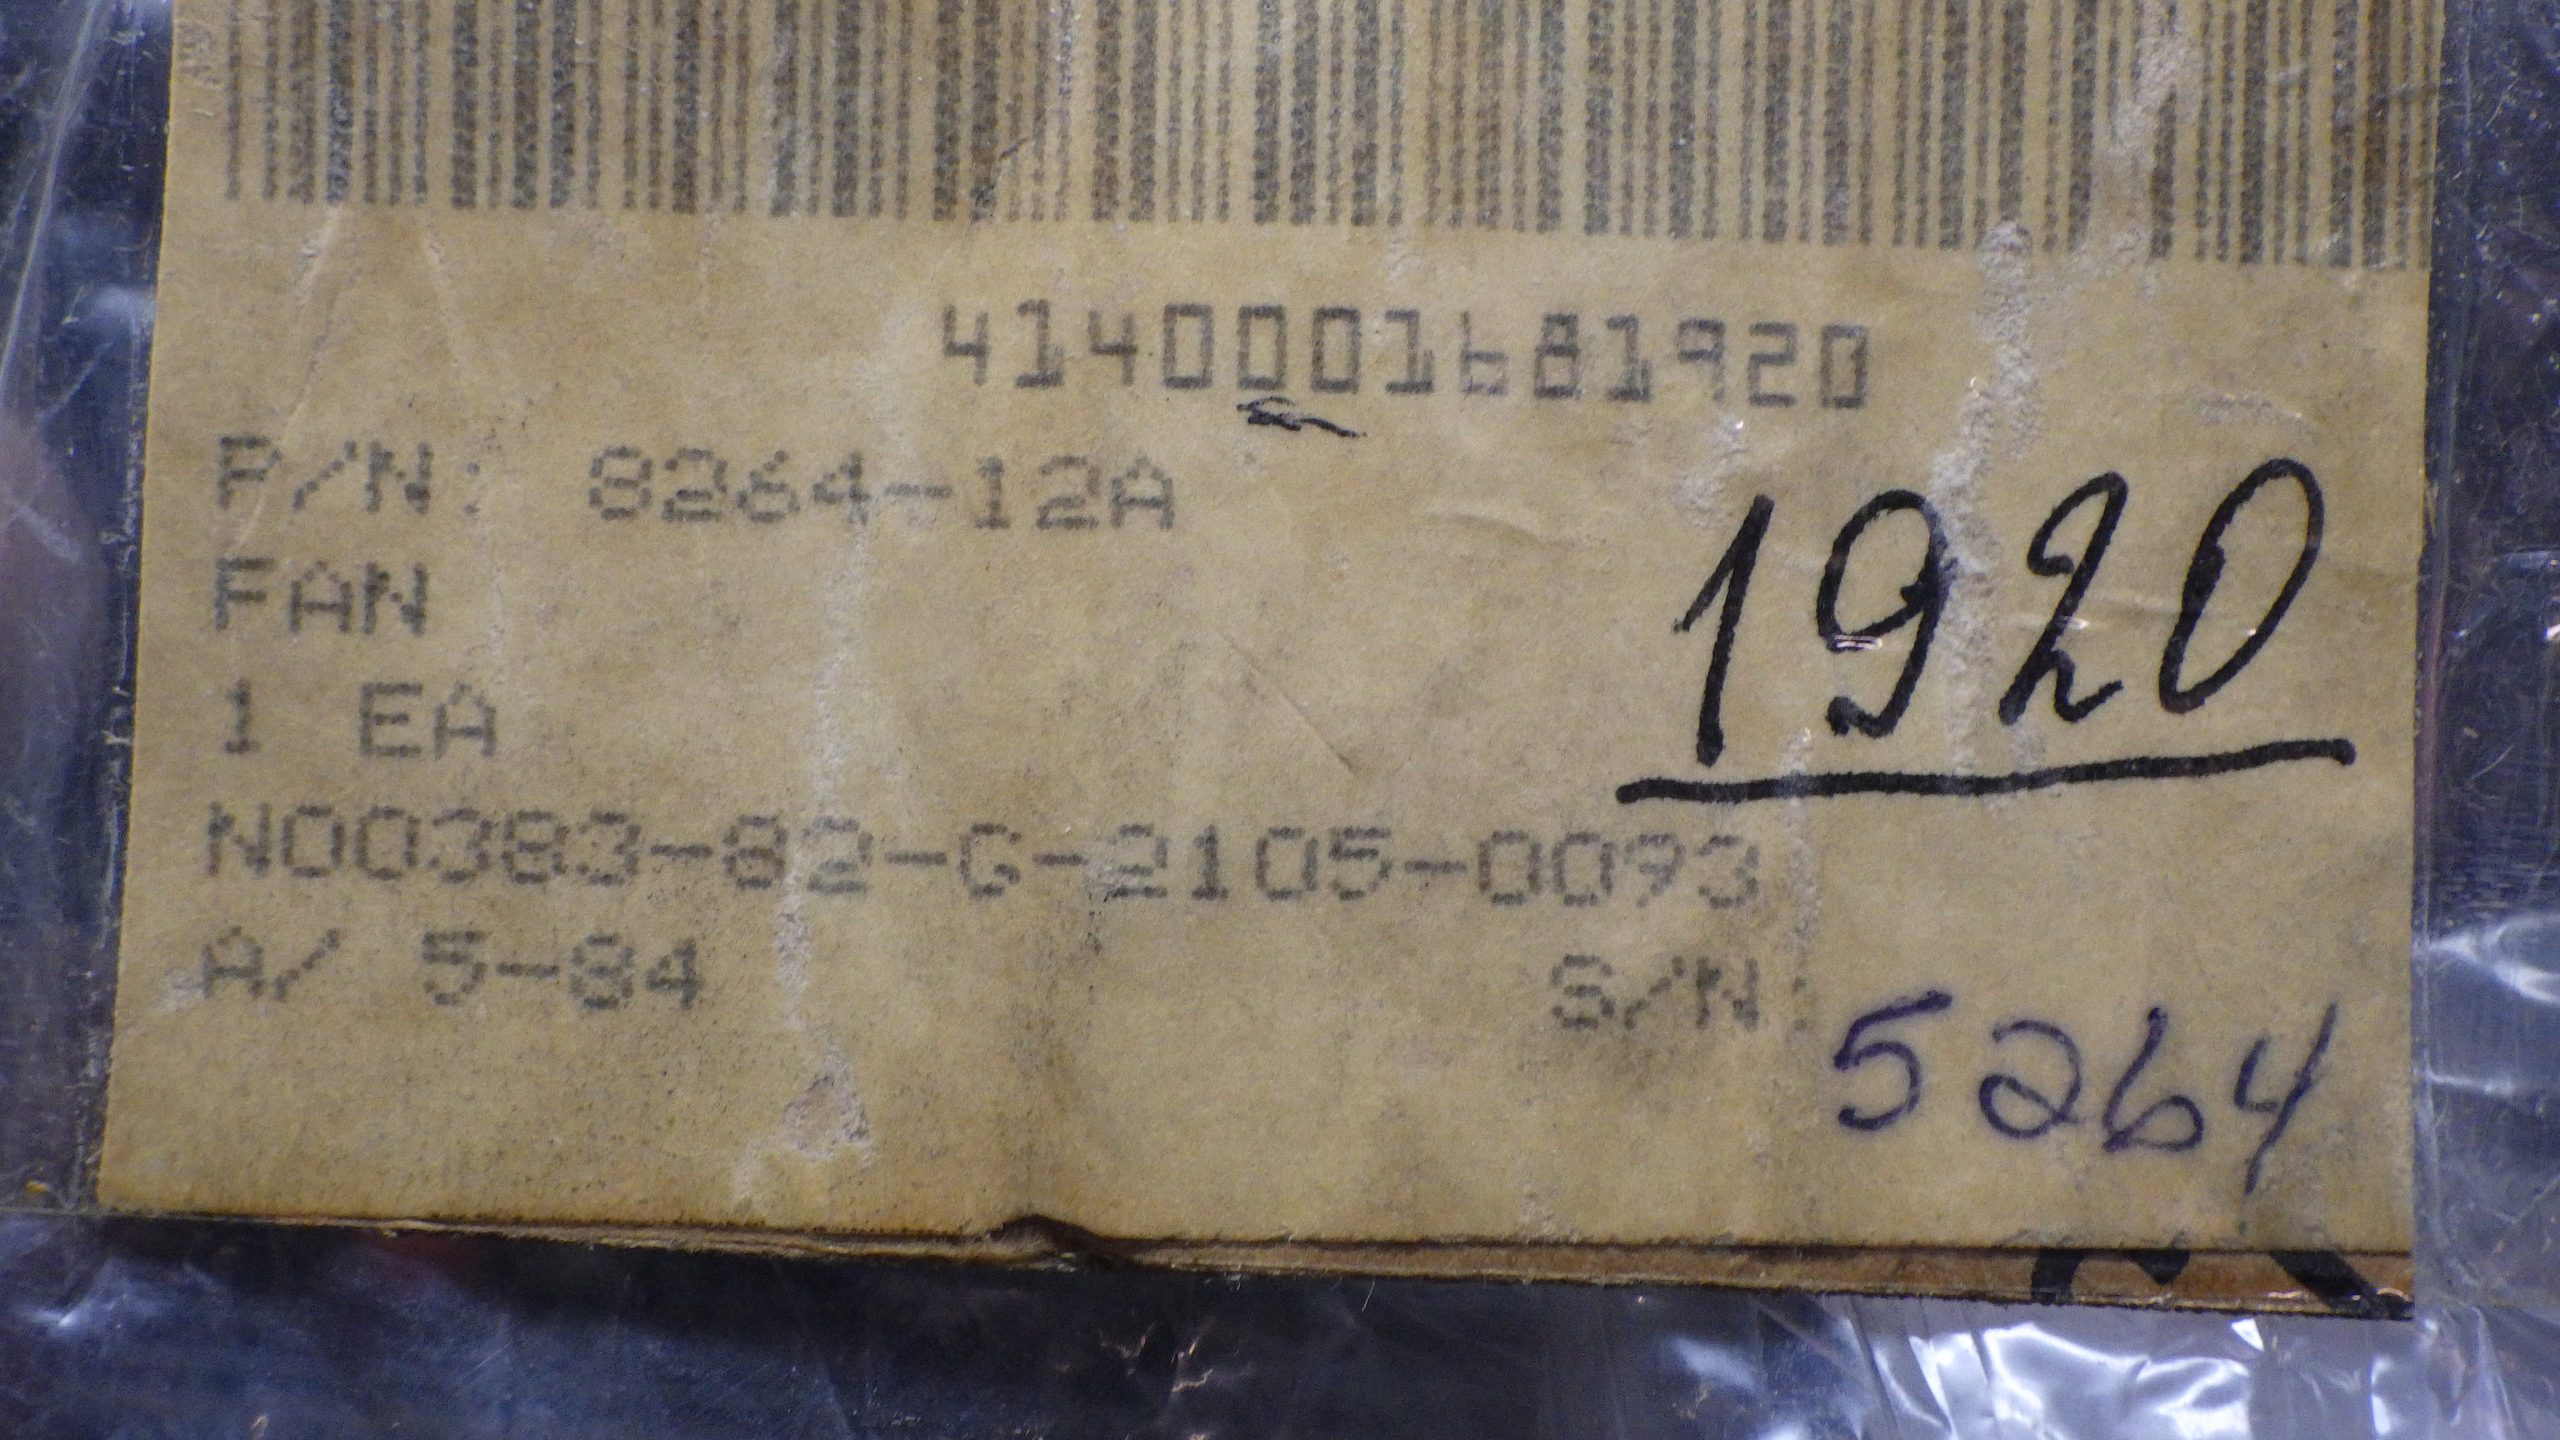 4140001681920
P/N: 8264-12A
FAN
1920
1 EA
N00383-82-G-2105-0093
A/ 5-84 S/N: 5264